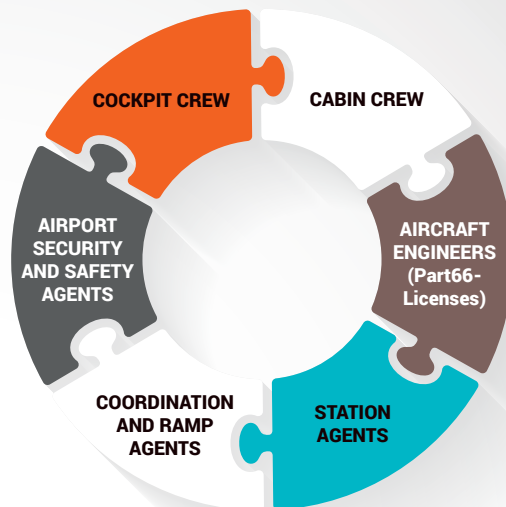 COCKPIT CREW
CABIN CREW
AIRCRAFT
ENGINEERS
(Part66-
Licenses)
STATION
AGENTS
COORDINATION
AND RAMP
AGENTS
AIRPORT
SECURITY
AND SAFETY
AGENTS